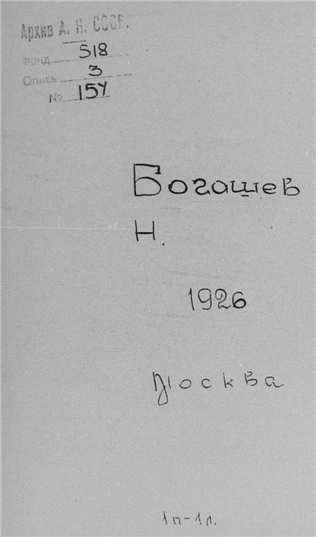 Архив А. Н. СССР.
Фонд 518
Опись 3
№ 157
Богашев
Н.
1926
Москва
1п-1л.